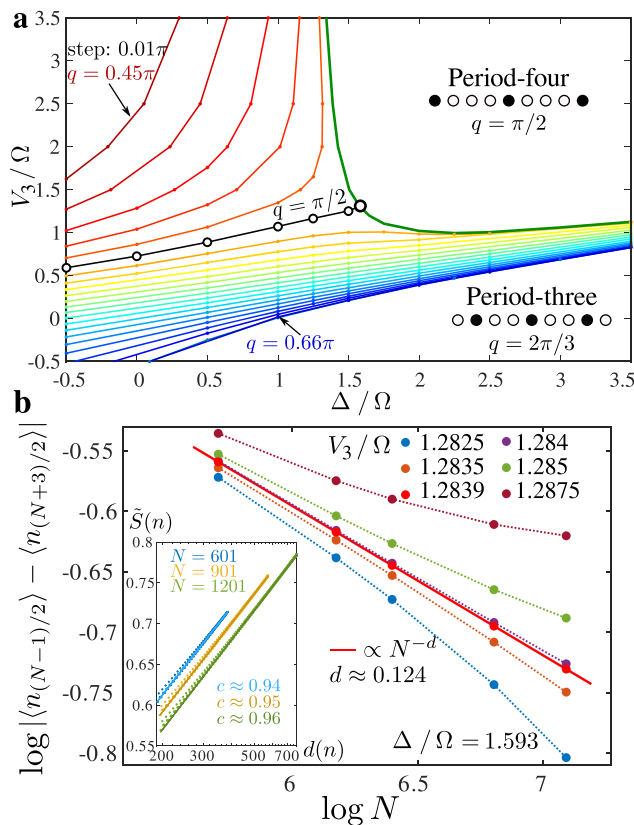 a
step: 0.01π
q = 0.45π
Period-four
q = π/2
q = π/2
Period-three
q = 2π/3
q = 0.66π
V₃/Ω
3.5
3
2.5
2
1.5
1
0.5
0
-0.5
-0.5
0
0.5
1
1.5
2
2.5
3
3.5
Δ / Ω
b
log |⟨n₍N−1₎/₂⟩ − ⟨n₍N+3₎/₂⟩|
-0.55
-0.6
-0.65
-0.7
-0.75
-0.8
V₃/Ω
1.2825
1.284
1.2835
1.285
1.2839
1.2875
S̃(n)
0.8
0.75
0.7
0.65
0.6
0.55
N = 601
N = 901
N = 1201
c ≈ 0.94
c ≈ 0.95
c ≈ 0.96
200
300
500
700
d(n)
∝ N⁻ᵈ
d ≈ 0.124
Δ / Ω = 1.593
6
6.5
7
log N